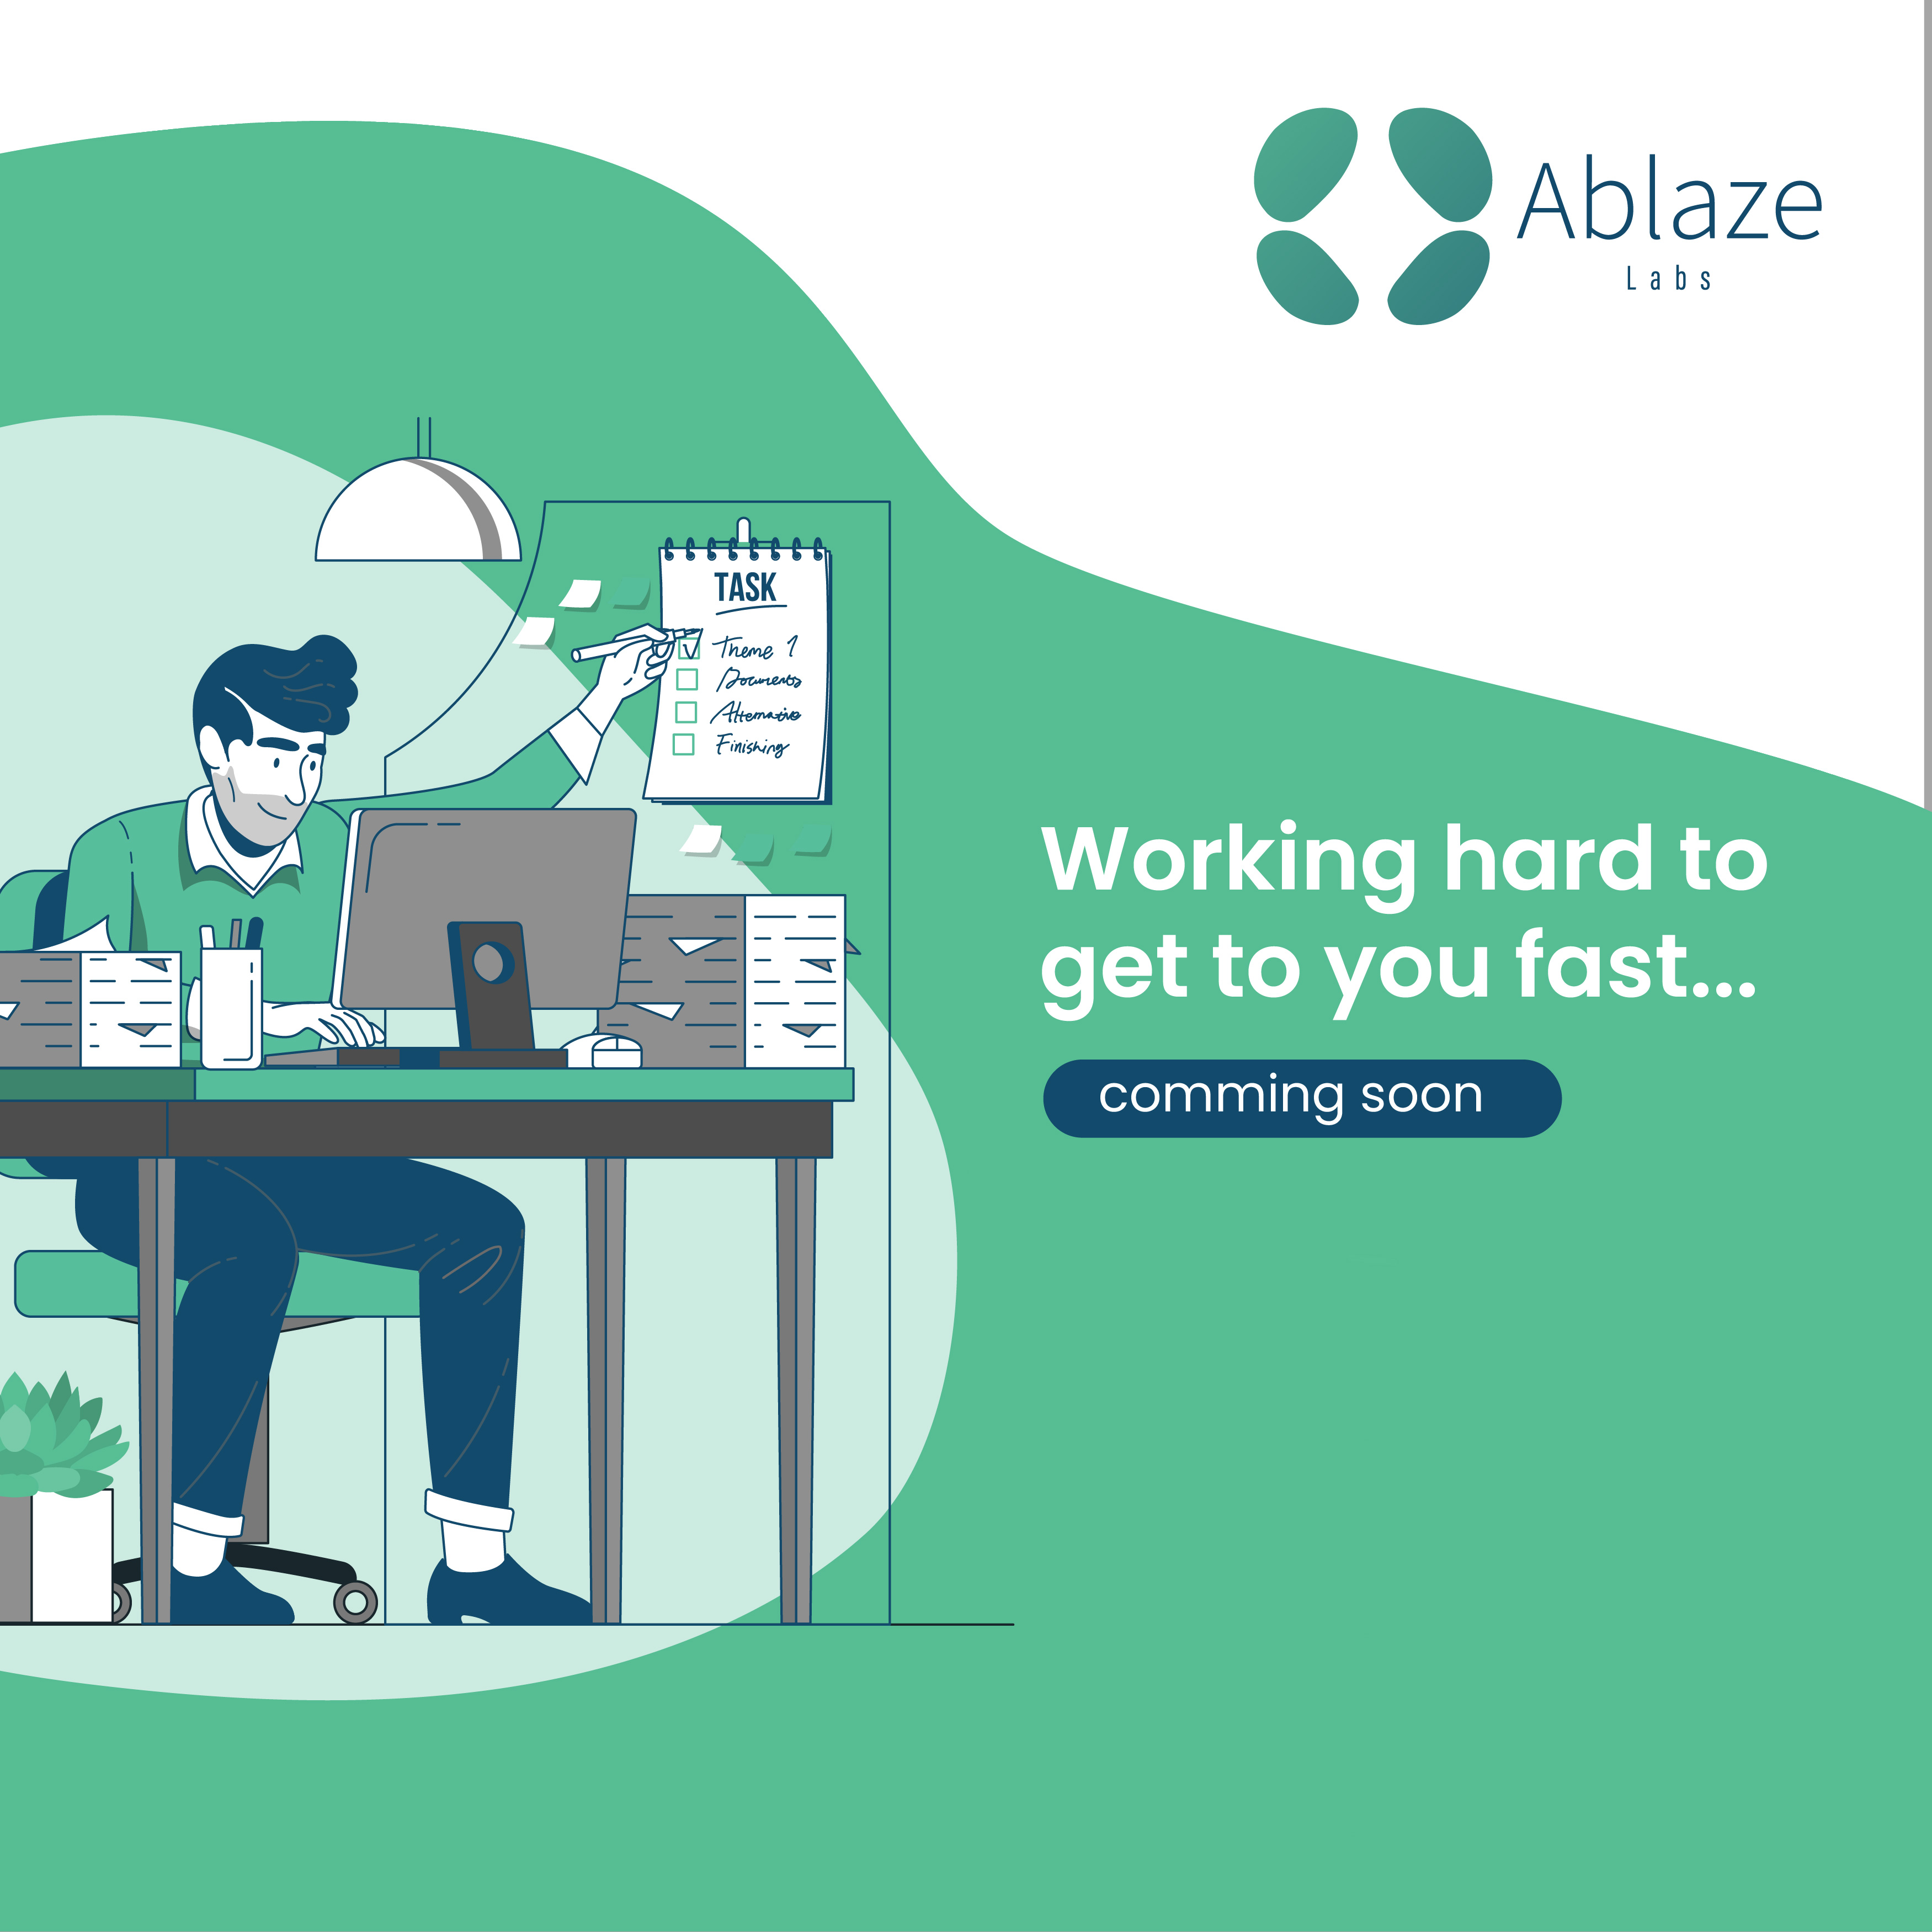 Ablaze
Labs
TASK
Theme 1
Documents
Alternative
Finishing
Working hard to
get to you fast...
comming soon